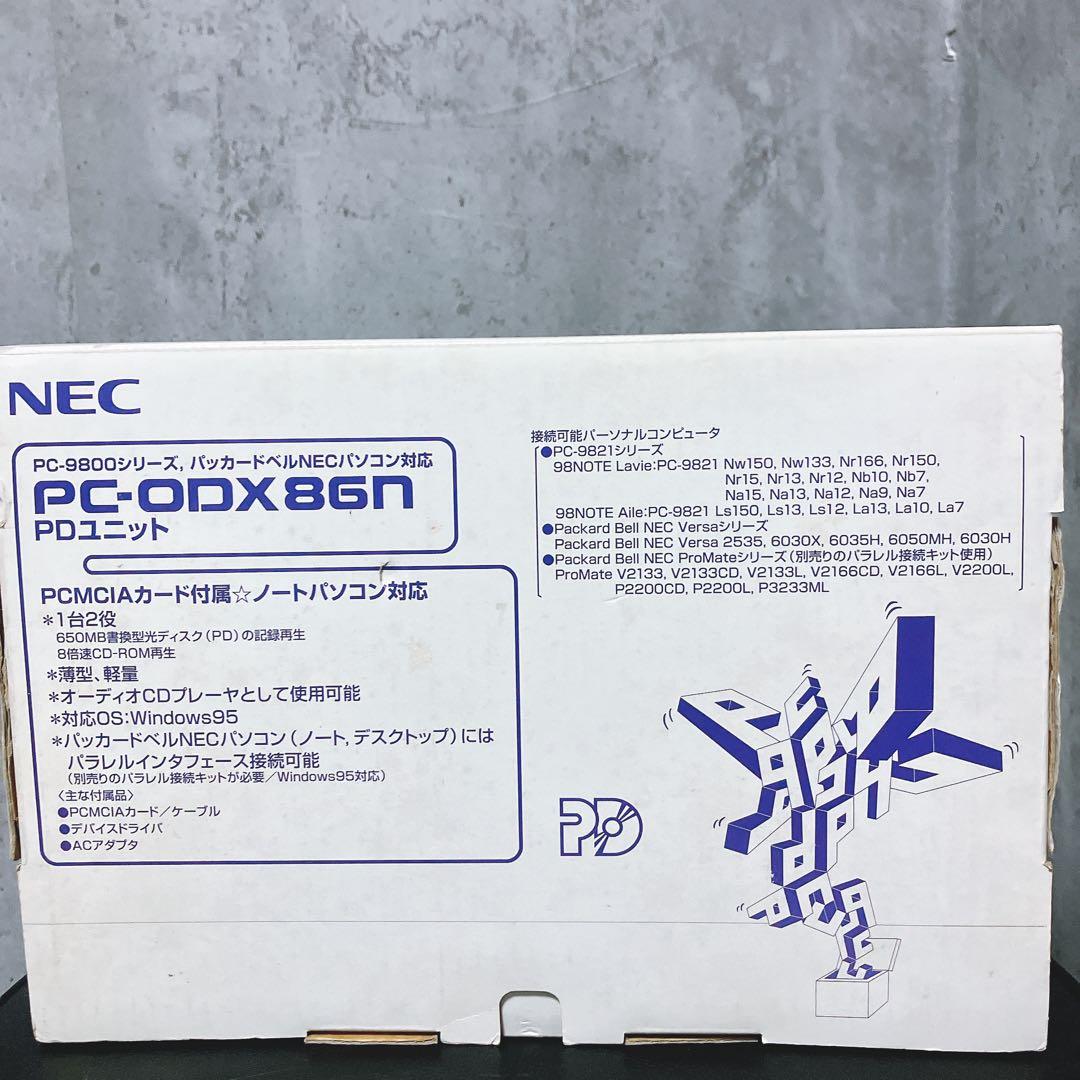 NEC
PC-9800シリーズ, パッカードベルNECパソコン対応
PC-ODX86n
PDユニット
PCMCIAカード付属☆ノートパソコン対応
*1台2役
650MB書換型光ディスク(PD)の記録再生
8倍速CD-ROM再生
*薄型、軽量
*オーディオCDプレーヤとして使用可能
*対応OS:Windows95
*パッカードベルNECパソコン(ノート,デスクトップ)には
パラレルインタフェース接続可能
(別売りのパラレル接続キットが必要/Windows95対応)
〈主な付属品〉
●PCMCIAカード/ケーブル
●デバイスドライバ
●ACアダプタ
接続可能パーソナルコンピュータ
●PC-9821シリーズ
98NOTE Lavie:PC-9821 Nw150, Nw133, Nr166, Nr150,
Nr15, Nr13, Nr12, Nb10, Nb7,
Na15, Na13, Na12, Na9, Na7
98NOTE Aile:PC-9821 Ls150, Ls13, Ls12, La13, La10, La7
●Packard Bell NEC Versaシリーズ
Packard Bell NEC Versa 2535, 6030X, 6035H, 6050MH, 6030H
●Packard Bell NEC ProMateシリーズ(別売りのパラレル接続キット使用)
ProMate V2133, V2133CD, V2133L, V2166CD, V2166L, V2200L,
P2200CD, P2200L, P3233ML
PD